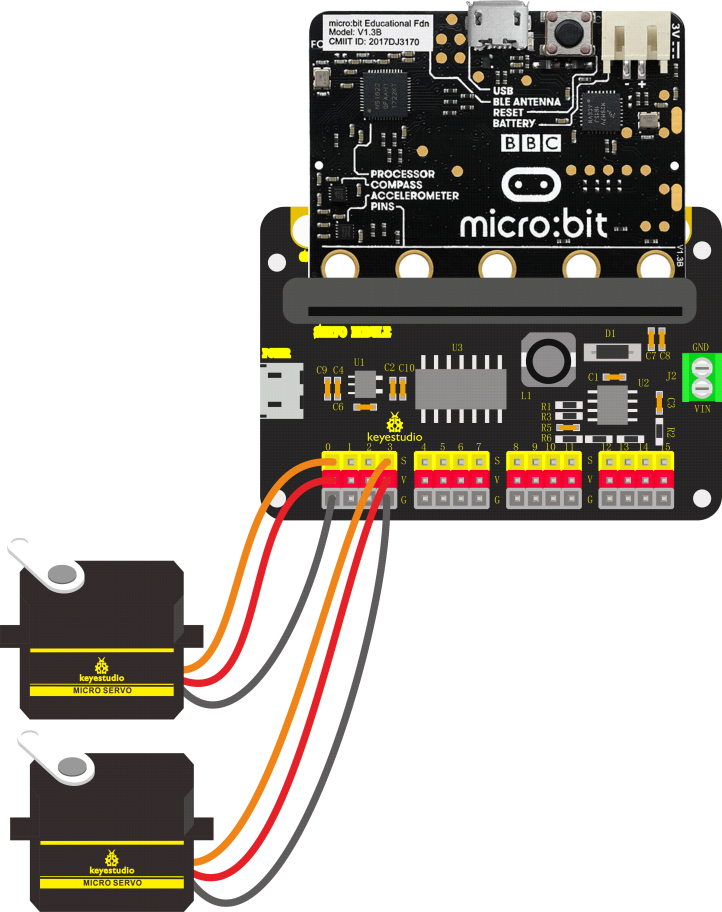 micro:bit Educational Fdn
Model: V1.3B
CMIIT ID: 2017DJ3170
3V
USB
BLE ANTENNA
RESET
BATTERY
BBC
PROCESSOR
COMPASS
ACCELEROMETER
PINS
micro:bit
V1.3B
U3
D1
C7 C8
GND
J2
VIN
C9 C4
U1
C2 C10
C6
L1
C1
U2
C3
R1
R3
R5
R6
R2
keyestudio
0 1 2 3 4 5 6 7 8 9 10 11 12 13 14 15
S S S
V V V
G G G
keyestudio
MICRO SERVO
keyestudio
MICRO SERVO